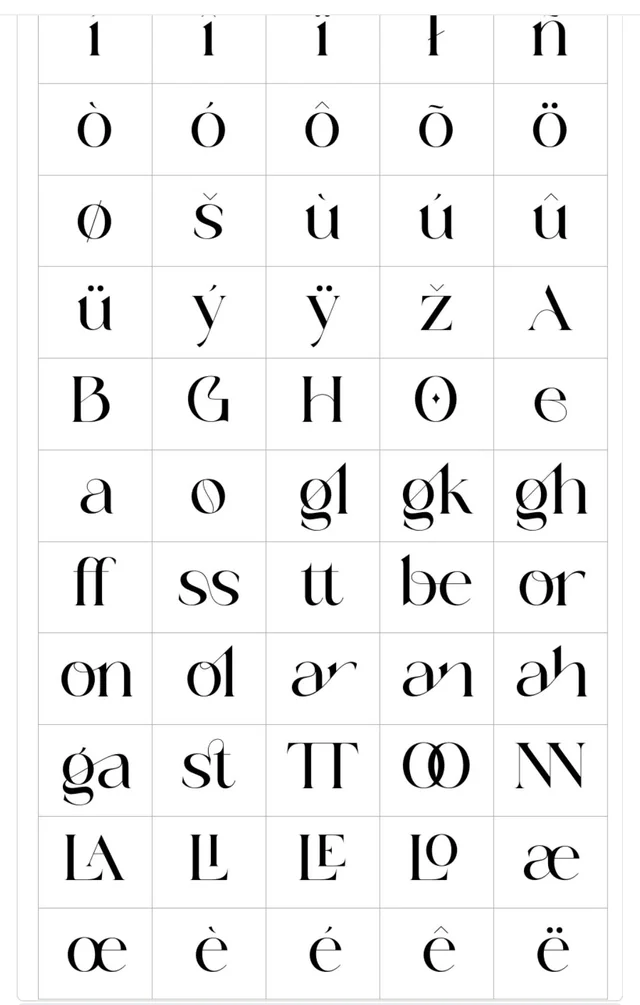 í î ï ł ñ
ò ó ô õ ö
ø š ù ú û
ü ý ÿ ž A
B G H O e
a o gl gk gh
ff ss tt be or
on ol ar an ah
ga st TT OO NN
LA LI LE LO æ
œ è é ê ë